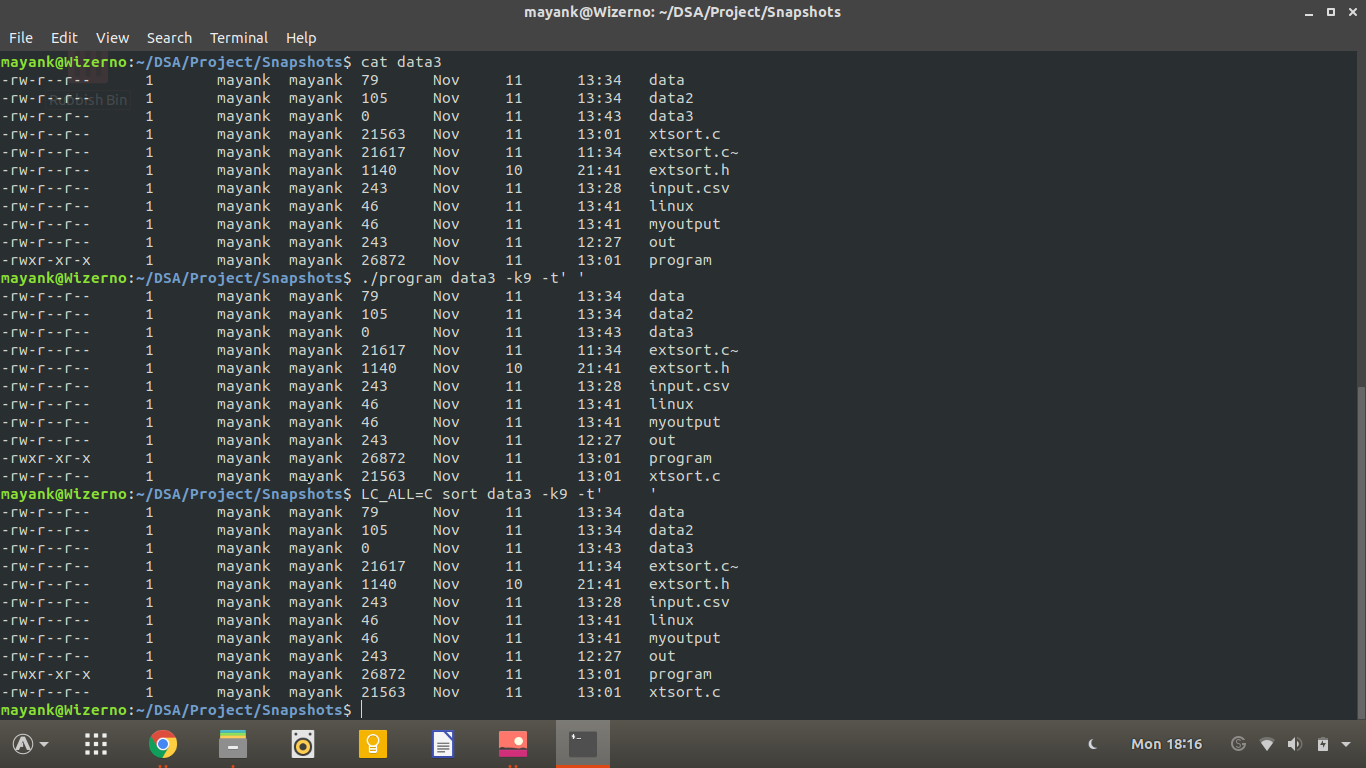 mayank@Wizerno: ~/DSA/Project/Snapshots
File Edit View Search Terminal Help
mayank@Wizerno:~/DSA/Project/Snapshots$ cat data3
-rw-r--r-- 1 mayank mayank 79 Nov 11 13:34 data
-rw-r--r-- 1 mayank mayank 105 Nov 11 13:34 data2
Rubbish Bin
-rw-r--r-- 1 mayank mayank 0 Nov 11 13:43 data3
-rw-r--r-- 1 mayank mayank 21563 Nov 11 13:01 xtsort.c
-rw-r--r-- 1 mayank mayank 21617 Nov 11 11:34 extsort.c~
-rw-r--r-- 1 mayank mayank 1140 Nov 10 21:41 extsort.h
-rw-r--r-- 1 mayank mayank 243 Nov 11 13:28 input.csv
-rw-r--r-- 1 mayank mayank 46 Nov 11 13:41 linux
-rw-r--r-- 1 mayank mayank 46 Nov 11 13:41 myoutput
-rw-r--r-- 1 mayank mayank 243 Nov 11 12:27 out
-rwxr-xr-x 1 mayank mayank 26872 Nov 11 13:01 program
mayank@Wizerno:~/DSA/Project/Snapshots$ ./program data3 -k9 -t' '
-rw-r--r-- 1 mayank mayank 79 Nov 11 13:34 data
-rw-r--r-- 1 mayank mayank 105 Nov 11 13:34 data2
-rw-r--r-- 1 mayank mayank 0 Nov 11 13:43 data3
-rw-r--r-- 1 mayank mayank 21617 Nov 11 11:34 extsort.c~
-rw-r--r-- 1 mayank mayank 1140 Nov 10 21:41 extsort.h
-rw-r--r-- 1 mayank mayank 243 Nov 11 13:28 input.csv
-rw-r--r-- 1 mayank mayank 46 Nov 11 13:41 linux
-rw-r--r-- 1 mayank mayank 46 Nov 11 13:41 myoutput
-rw-r--r-- 1 mayank mayank 243 Nov 11 12:27 out
-rwxr-xr-x 1 mayank mayank 26872 Nov 11 13:01 program
-rw-r--r-- 1 mayank mayank 21563 Nov 11 13:01 xtsort.c
mayank@Wizerno:~/DSA/Project/Snapshots$ LC_ALL=C sort data3 -k9 -t'     '
-rw-r--r-- 1 mayank mayank 79 Nov 11 13:34 data
-rw-r--r-- 1 mayank mayank 105 Nov 11 13:34 data2
-rw-r--r-- 1 mayank mayank 0 Nov 11 13:43 data3
-rw-r--r-- 1 mayank mayank 21617 Nov 11 11:34 extsort.c~
-rw-r--r-- 1 mayank mayank 1140 Nov 10 21:41 extsort.h
-rw-r--r-- 1 mayank mayank 243 Nov 11 13:28 input.csv
-rw-r--r-- 1 mayank mayank 46 Nov 11 13:41 linux
-rw-r--r-- 1 mayank mayank 46 Nov 11 13:41 myoutput
-rw-r--r-- 1 mayank mayank 243 Nov 11 12:27 out
-rwxr-xr-x 1 mayank mayank 26872 Nov 11 13:01 program
-rw-r--r-- 1 mayank mayank 21563 Nov 11 13:01 xtsort.c
mayank@Wizerno:~/DSA/Project/Snapshots$
Mon 18:16